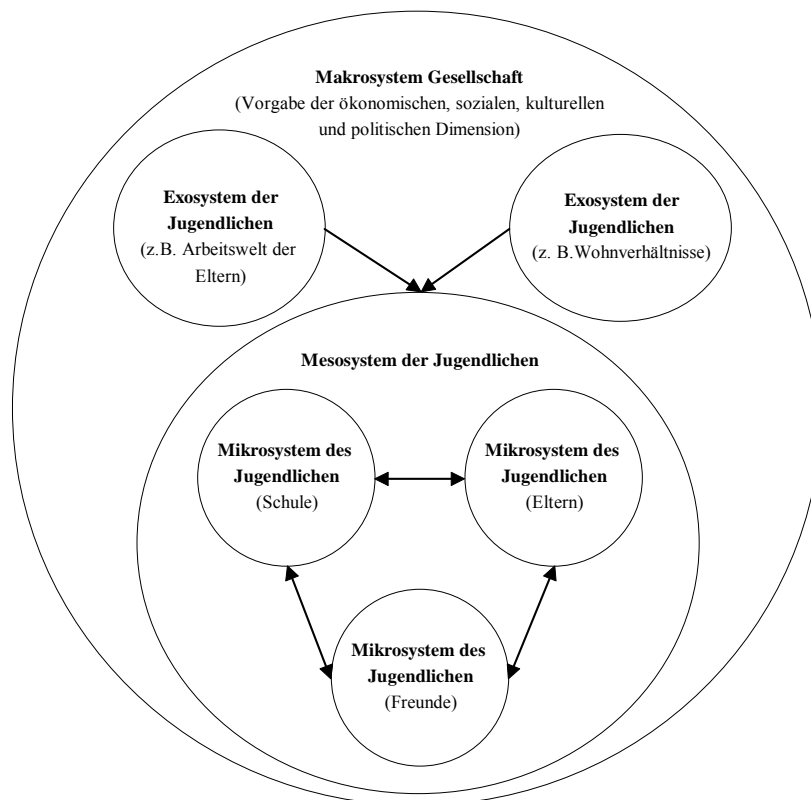 Makrosystem Gesellschaft
(Vorgabe der ökonomischen, sozialen, kulturellen
und politischen Dimension)
Exosystem der
Jugendlichen
(z.B. Arbeitswelt der
Eltern)
Exosystem der
Jugendlichen
(z. B.Wohnverhältnisse)
Mesosystem der Jugendlichen
Mikrosystem des
Jugendlichen
(Schule)
Mikrosystem des
Jugendlichen
(Eltern)
Mikrosystem des
Jugendlichen
(Freunde)